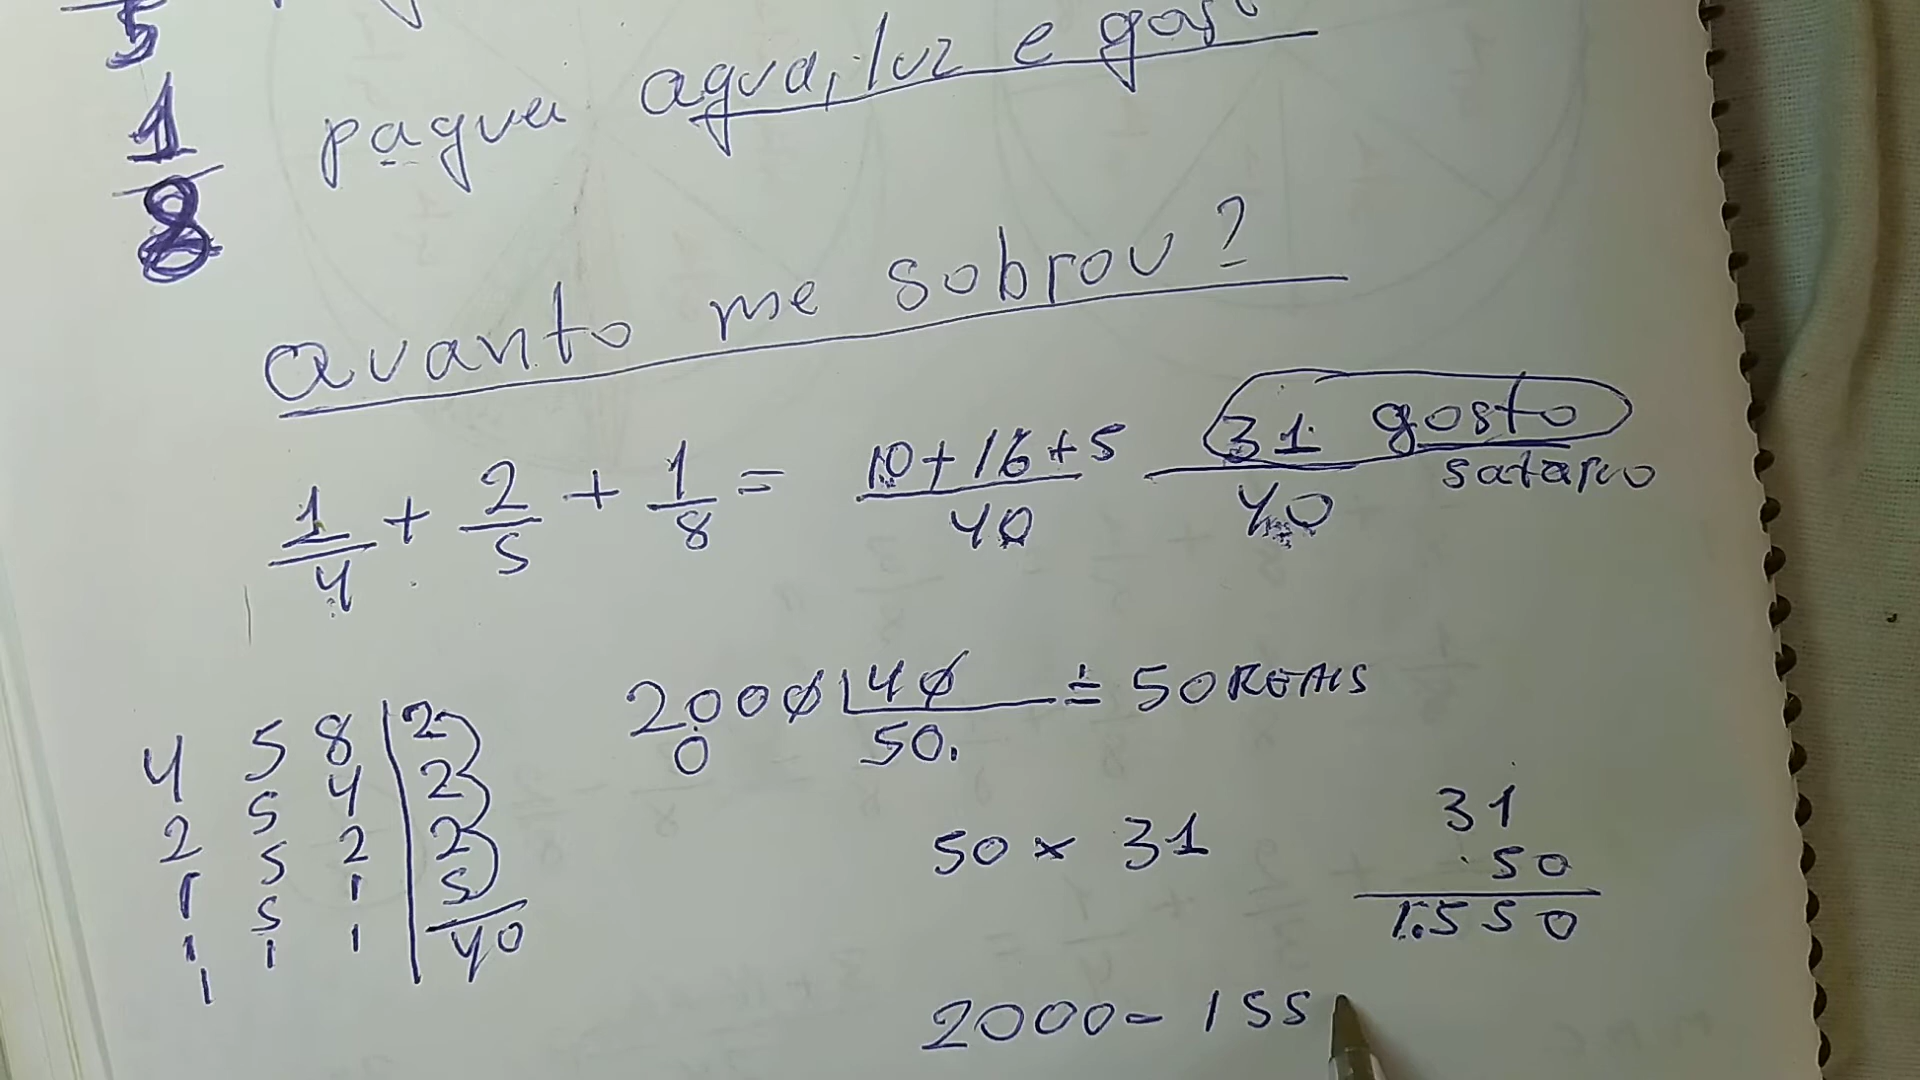 5
1/8 paguei agua, luz e gas
Quanto me sobrou?
1/4 + 2/5 + 1/8 = 10+16+5/40 31/40 gosto
4 5 8 | 2
2 5 4 | 2
1 5 2 | 2
1 5 1 | 5
1 1 1 40
1
2000 | 40 = 50 REAIS
0 50.
50 x 31
31
50
1.550
2000 - 155